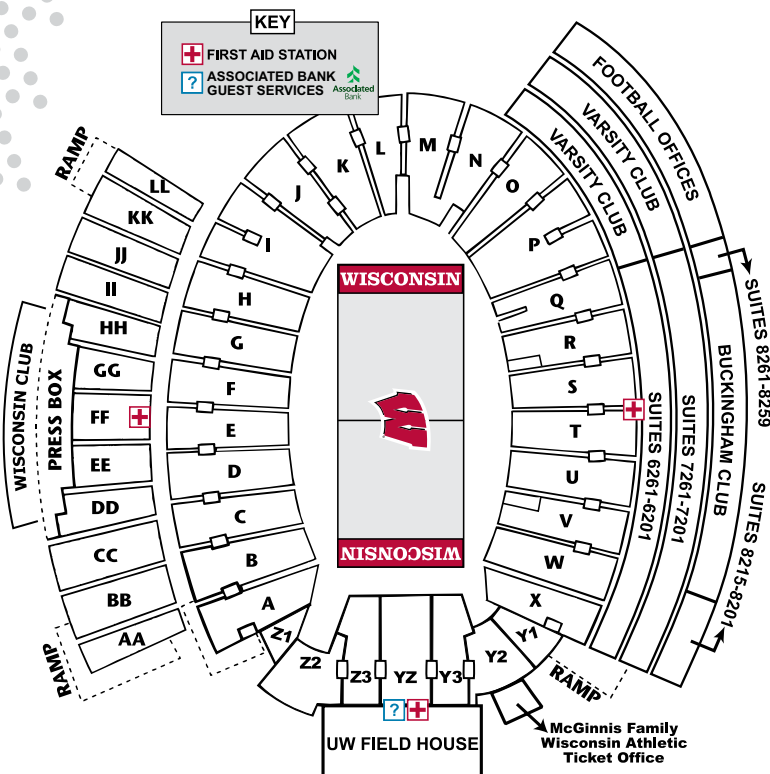 KEY
FIRST AID STATION
?
ASSOCIATED BANK
GUEST SERVICES
Associated
Bank
FOOTBALL OFFICES
VARSITY CLUB
VARSITY CLUB
RAMP
LL
KK
JJ
II
HH
GG
FF
EE
DD
CC
BB
AA
RAMP
WISCONSIN CLUB
PRESS BOX
A
B
C
D
E
F
G
H
I
J
K
L
M
N
O
P
Q
R
S
T
U
V
W
X
WISCONSIN
W
WISCONSIN
SUITES 6261-6201
SUITES 7261-7201
BUCKINGHAM CLUB
SUITES 8261-8259
SUITES 8215-8201
Z1
Z2
Z3
YZ
Y3
Y2
Y1
RAMP
?
UW FIELD HOUSE
McGinnis Family
Wisconsin Athletic
Ticket Office